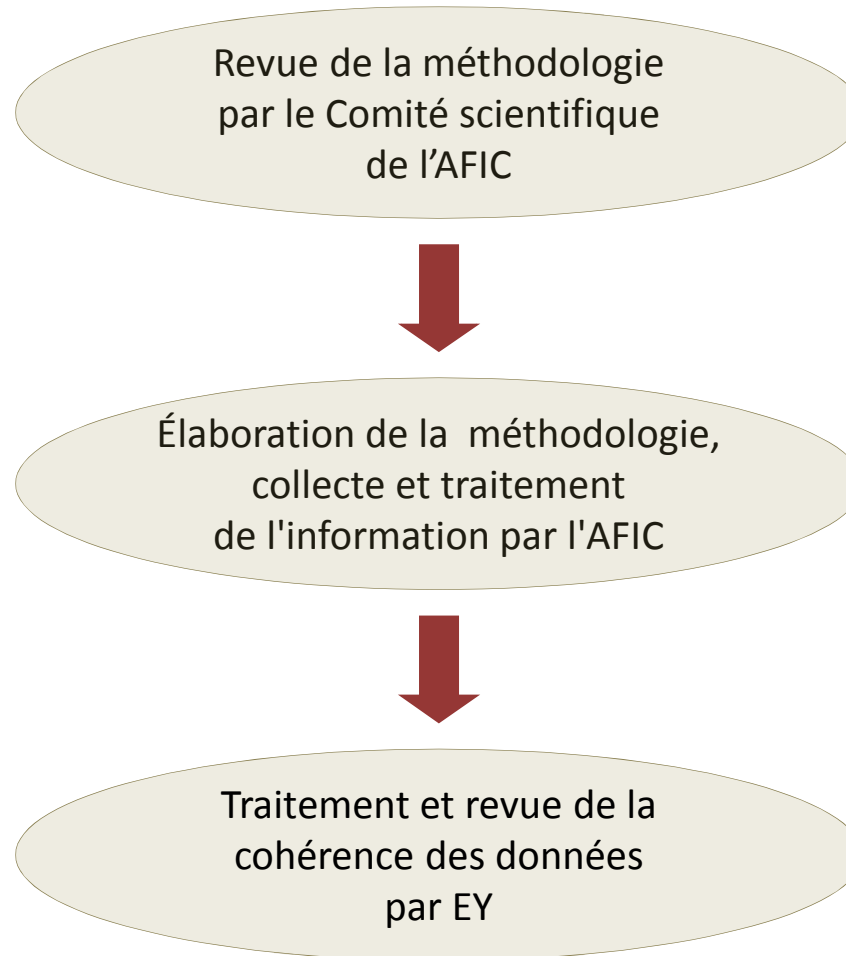 Revue de la méthodologie
par le Comité scientifique
de l’AFIC
Élaboration de la  méthodologie,
collecte et traitement
de l'information par l'AFIC
Traitement et revue de la
cohérence des données
par EY